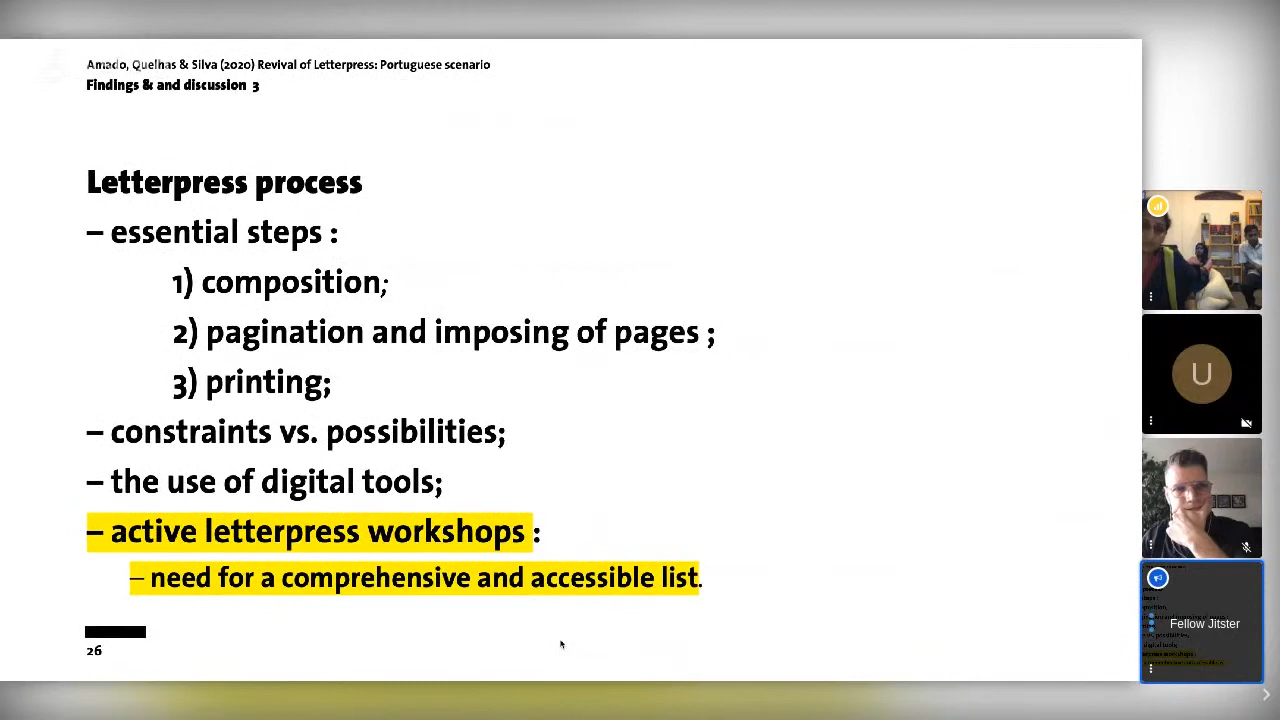 Amado, Quelhas & Silva (2020) Revival of Letterpress: Portuguese scenario
Findings & and discussion 3
Letterpress process
– essential steps :
1) composition;
2) pagination and imposing of pages ;
3) printing;
– constraints vs. possibilities;
– the use of digital tools;
– active letterpress workshops :
– need for a comprehensive and accessible list.
26
U
Fellow Jitster